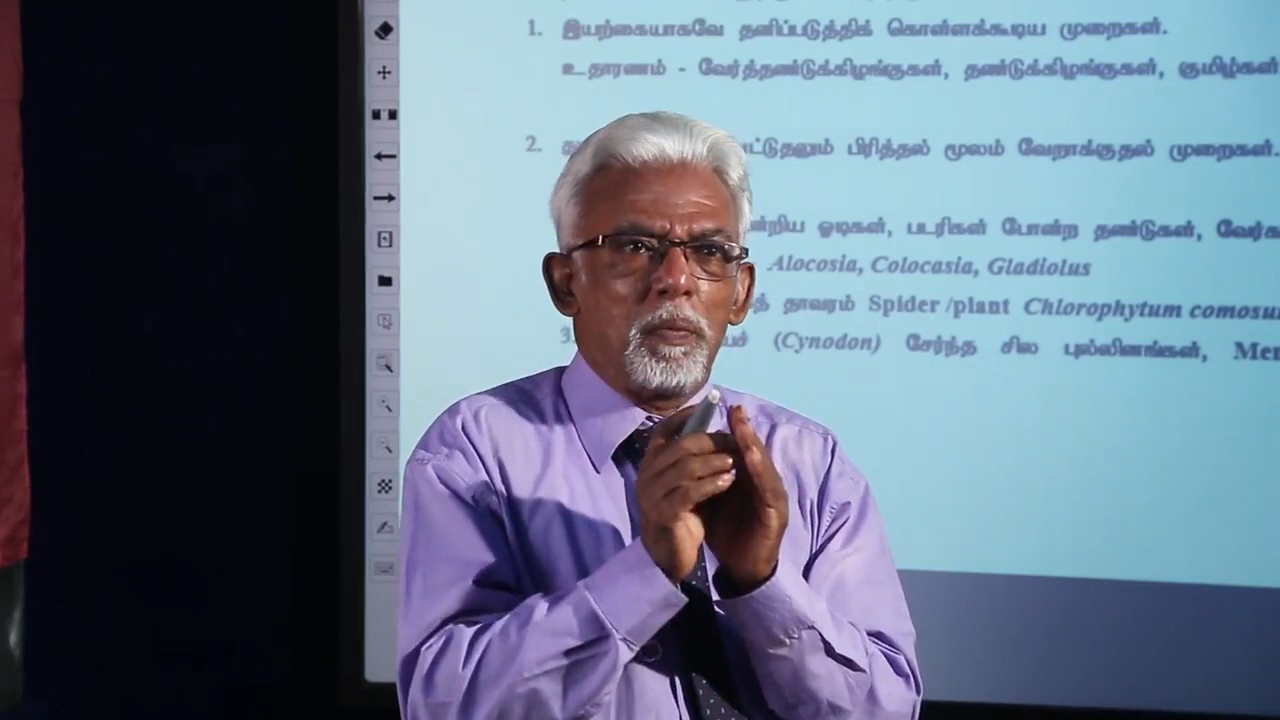 1. இயற்கையாகவே தனிப்படுத்திக் கொள்ளக்கூடிய முறைகள்.
உதாரணம் - வேர்த்தண்டுக்கிழங்குகள், தண்டுக்கிழங்குகள், குமிழ்கள்
2. பிரித்தல் மூலம் வேறாக்குதல் முறைகள்.
ஓடிகள், படரிகள் போன்ற தண்டுகள்,
Alocosia, Colocasia, Gladiolus
தாவரம் Spider /plant Chlorophytum
3. (Cynodon) சேர்ந்த சில புல்லினங்கள்,